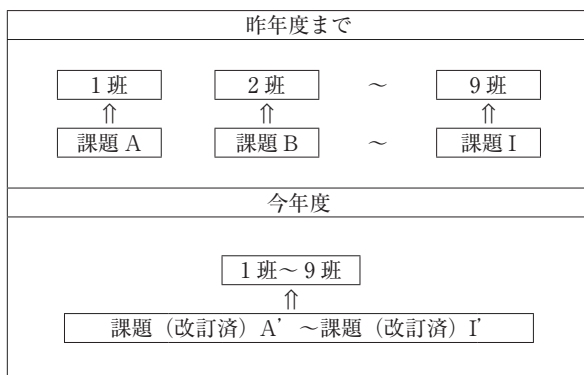 昨年度まで
1班 2班 ～ 9班
⇑ ⇑ ⇑
課題A 課題B ～ 課題I
今年度
1班～9班
⇑
課題（改訂済）A’ ～課題（改訂済）I’